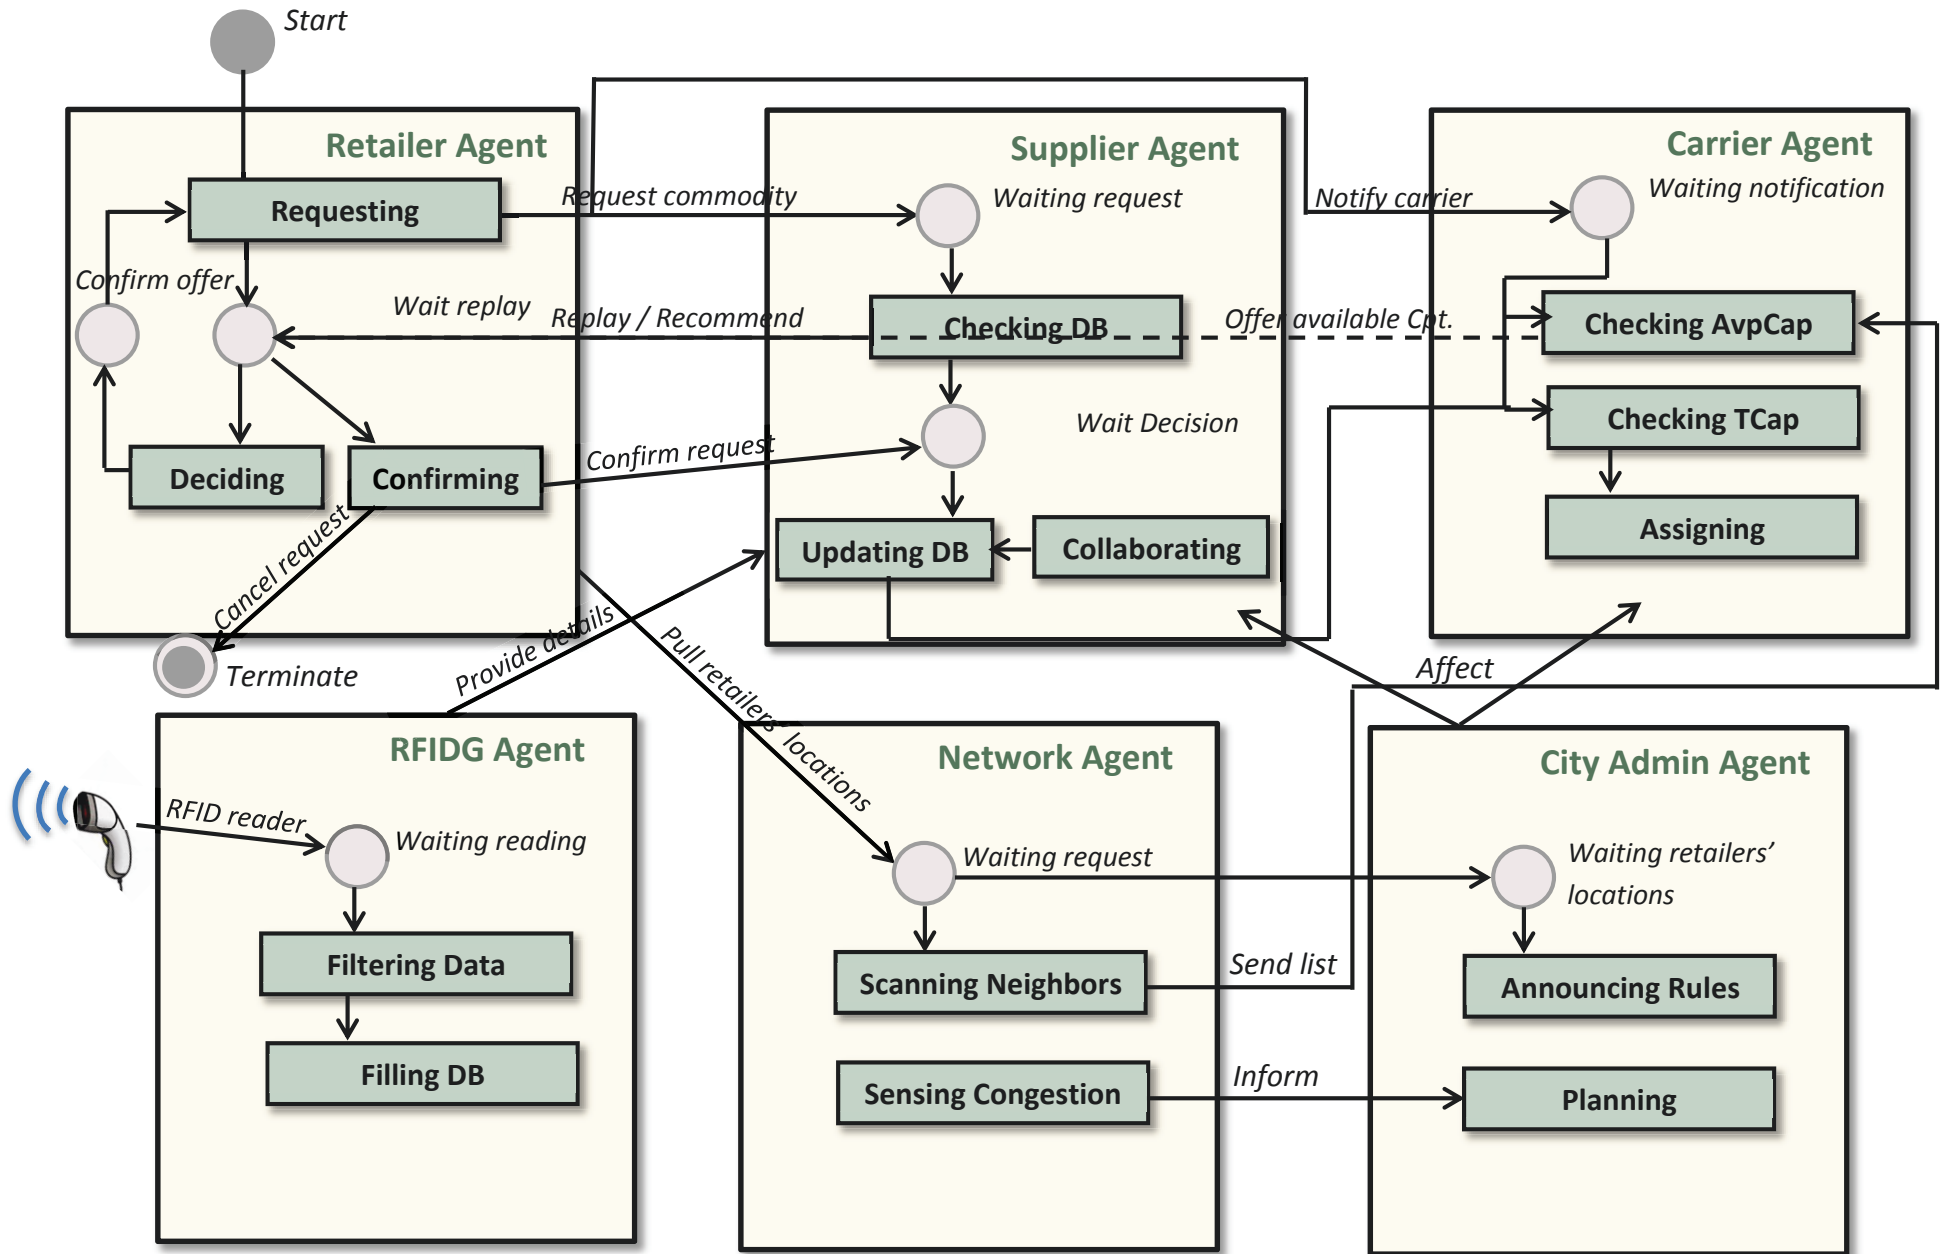 Start
Retailer Agent
Requesting
Confirm offer
Wait replay
Deciding
Confirming
Cancel request
Terminate
Request commodity
Replay / Recommend
Confirm request
Supplier Agent
Waiting request
Checking DB
Wait Decision
Updating DB
Collaborating
Notify carrier
Offer available Cpt.
Carrier Agent
Waiting notification
Checking AvpCap
Checking TCap
Assigning
Provide details
Pull retailers' locations
Affect
RFIDG Agent
RFID reader
Waiting reading
Filtering Data
Filling DB
Network Agent
Waiting request
Scanning Neighbors
Sensing Congestion
Send list
Inform
City Admin Agent
Waiting retailers’
locations
Announcing Rules
Planning